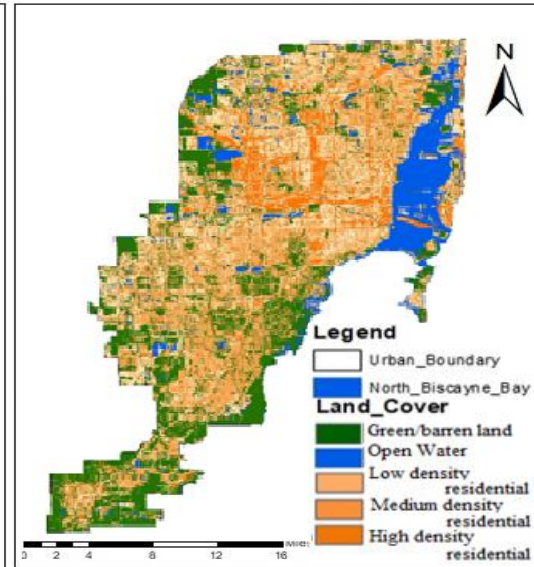 N
Legend
Urban_Boundary
North_Biscayne_Bay
Land_Cover
Green/barren land
Open Water
Low density
residential
Medium density
residential
High density
residential
Miles
0 2 4 8 12 16